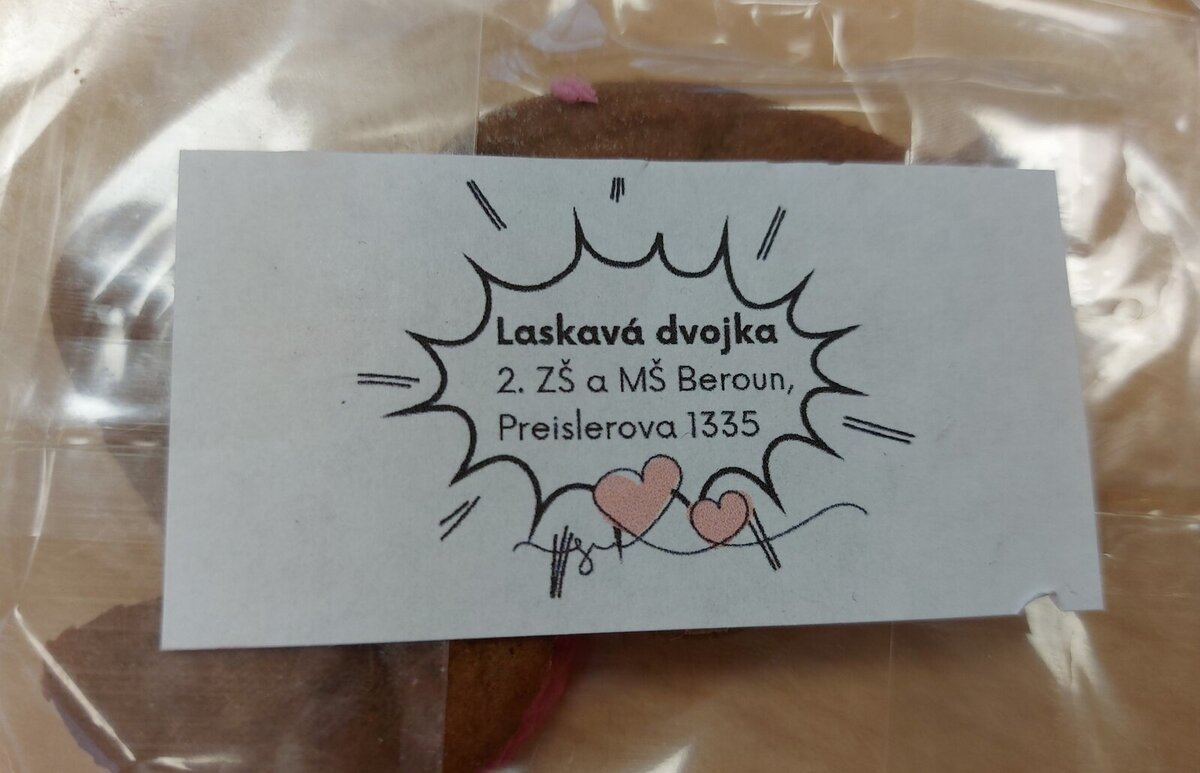 Laskavá dvojka
2. ZŠ a MŠ Beroun,
Preislerova 1335